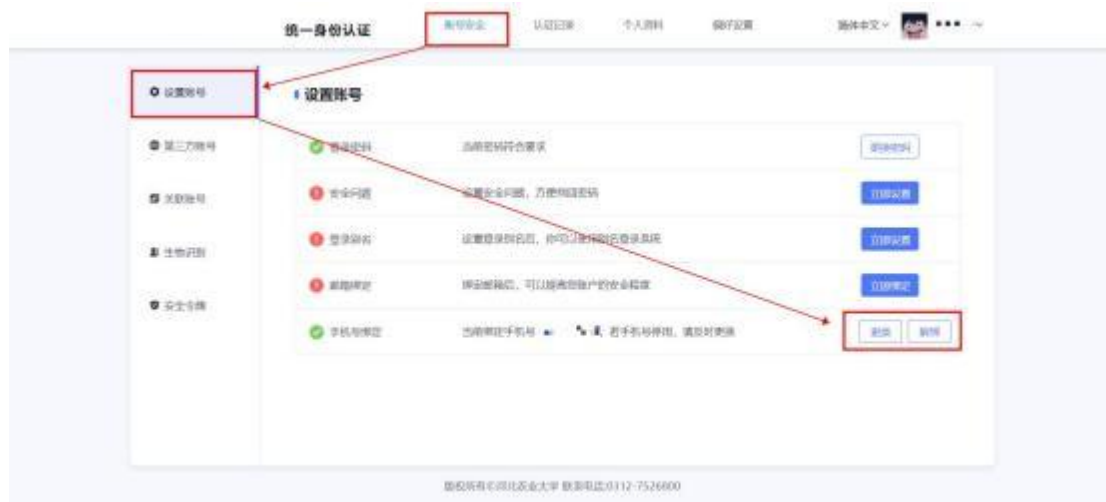 统一身份认证 账号安全 认证记录 个人资料 偏好设置 简体中文
设置账号
设置账号
第三方账号
登录密码 当前密码符合要求
关联账号
安全问题 设置安全问题，方便找回密码 立即设置
生物识别
登录别名 设置登录别名后，你可以使用别名登录系统 立即设置
安全令牌
邮箱绑定 绑定邮箱后，可以提高您账户的安全程度 立即绑定
手机号绑定 当前绑定手机号 若手机号停用，请及时更换 更换 解绑
版权所有©河北农业大学 联系电话:0312-7526600